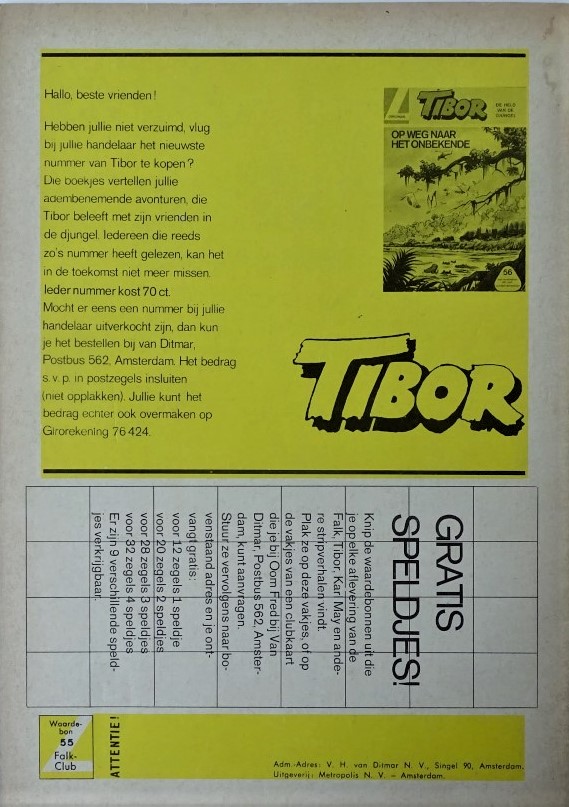 Hallo, beste vrienden!
Hebben jullie niet verzuimd, vlug
bij jullie handelaar het nieuwste
nummer van Tibor te kopen?
Die boekjes vertellen jullie
adembenemende avonturen, die
Tibor beleeft met zijn vrienden in
de djungel. Iedereen die reeds
zo's nummer heeft gelezen, kan het
in de toekomst niet meer missen.
Ieder nummer kost 70 ct.
Mocht er eens een nummer bij jullie
handelaar uitverkocht zijn, dan kun
je het bestellen bij van Ditmar,
Postbus 562, Amsterdam. Het bedrag
s. v. p. in postzegels insluiten
(niet opplakken). Jullie kunt het
bedrag echter ook overmaken op
Girorekening 76 424.
TIBOR
DE HELD
VAN DE
DJUNGEL
OP WEG NAAR
HET ONBEKENDE
56
TIBOR
GRATIS
SPELDJES!
Knip de waardebonnen uit die
je op elke aflevering van de
Falk, Tibor, Karl May en ande-
re stripverhalen vindt.
Plak ze op deze vakjes, of op
de vakjes van een clubkaart
die je bij Oom Fred bij Van
Ditmar, Postbus 562, Amster-
dam, kunt aanvragen.
Stuur ze vervolgens naar bo-
venstaand adres en je ont-
vangt gratis:
voor 12 zegels 1 speldje
voor 20 zegels 2 speldjes
voor 28 zegels 3 speldjes
voor 32 zegels 4 speldjes
Er zijn 9 verschillende speld-
jes verkrijgbaar.
Waarde-
bon
55
Falk-
Club
ATTENTIE!
Adm.-Adres: V. H. van Ditmar N. V., Singel 90, Amsterdam.
Uitgeverij: Metropolis N. V. – Amsterdam.